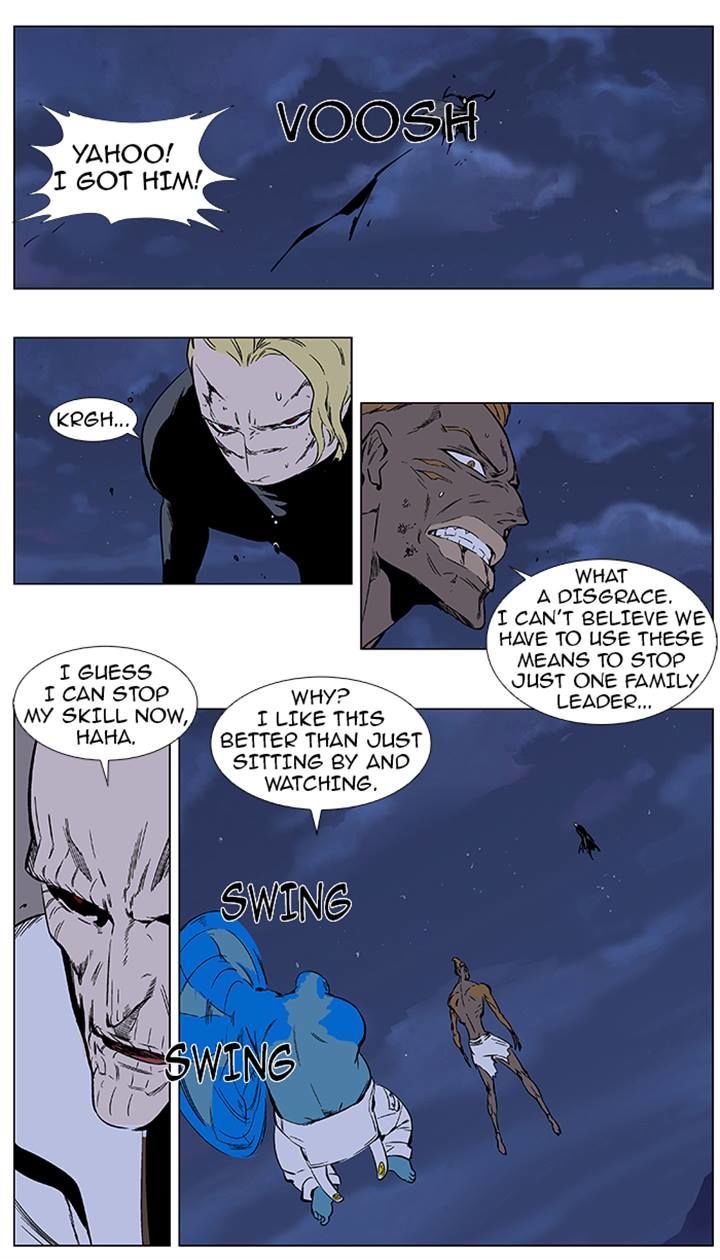 YAHOO!
I GOT HIM!
VOOSH
KRGH...
WHAT
A DISGRACE.
I CAN'T BELIEVE WE
HAVE TO USE THESE
MEANS TO STOP
JUST ONE FAMILY
LEADER...
I GUESS
I CAN STOP
MY SKILL NOW,
HAHA.
WHY?
I LIKE THIS
BETTER THAN JUST
SITTING BY AND
WATCHING.
SWING
SWING